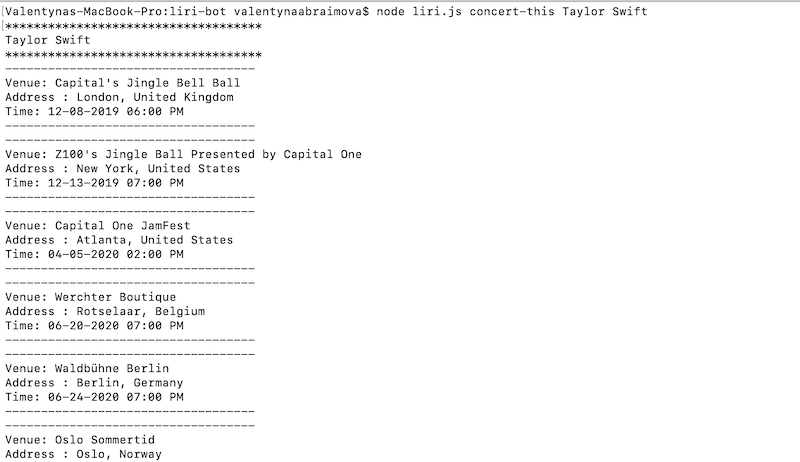 [Valentynas-MacBook-Pro:liri-bot valentynaabraimova$ node liri.js concert-this Taylor Swift
[************************************
Taylor Swift
************************************
-----------------------------------
Venue: Capital's Jingle Bell Ball
Address : London, United Kingdom
Time: 12-08-2019 06:00 PM
-----------------------------------
-----------------------------------
Venue: Z100's Jingle Ball Presented by Capital One
Address : New York, United States
Time: 12-13-2019 07:00 PM
-----------------------------------
-----------------------------------
Venue: Capital One JamFest
Address : Atlanta, United States
Time: 04-05-2020 02:00 PM
-----------------------------------
-----------------------------------
Venue: Werchter Boutique
Address : Rotselaar, Belgium
Time: 06-20-2020 07:00 PM
-----------------------------------
-----------------------------------
Venue: Waldbühne Berlin
Address : Berlin, Germany
Time: 06-24-2020 07:00 PM
-----------------------------------
-----------------------------------
Venue: Oslo Sommertid
Address : Oslo, Norway